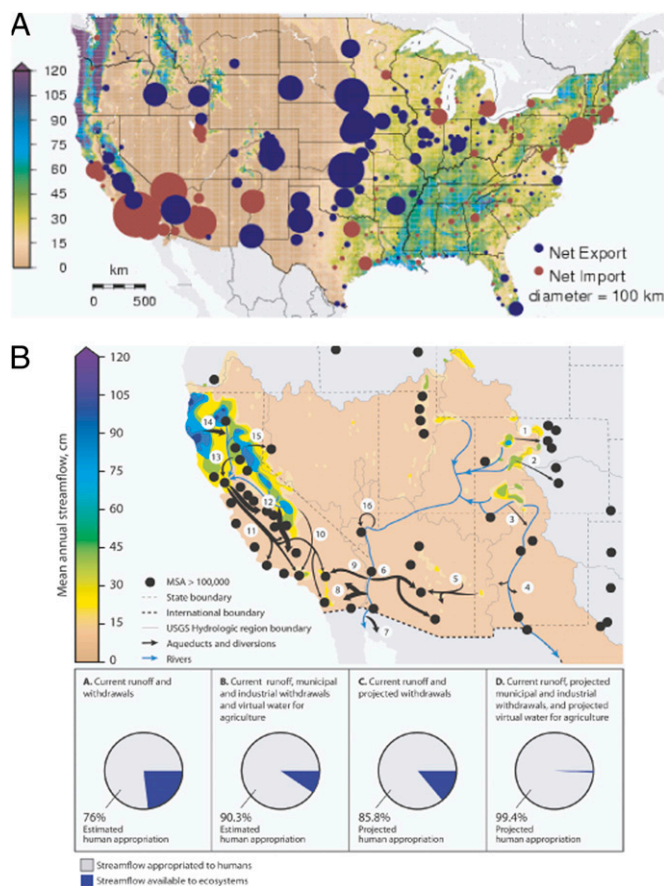 A
120
105
90
75
60
45
30
15
0
km
0 500
Net Export
Net Import
diameter = 100 km
B
Mean annual streamflow, cm
120
105
90
75
60
45
30
15
0
14
15
13
12
11
10
16
9
6
8
7
5
1
2
3
4
MSA > 100,000
State boundary
International boundary
USGS Hydrologic region boundary
Aqueducts and diversions
Rivers
A. Current runoff and
withdrawals
76%
Estimated
human appropriation
B. Current runoff, municipal
and industrial withdrawals
and virtual water for
agriculture
90.3%
Estimated
human appropriation
C. Current runoff and
projected withdrawals
85.8%
Projected
human appropriation
D. Current runoff, projected
municipal and industrial
withdrawals, and projected
virtual water for agriculture
99.4%
Projected
human appropriation
Streamflow appropriated to humans
Streamflow available to ecosystems